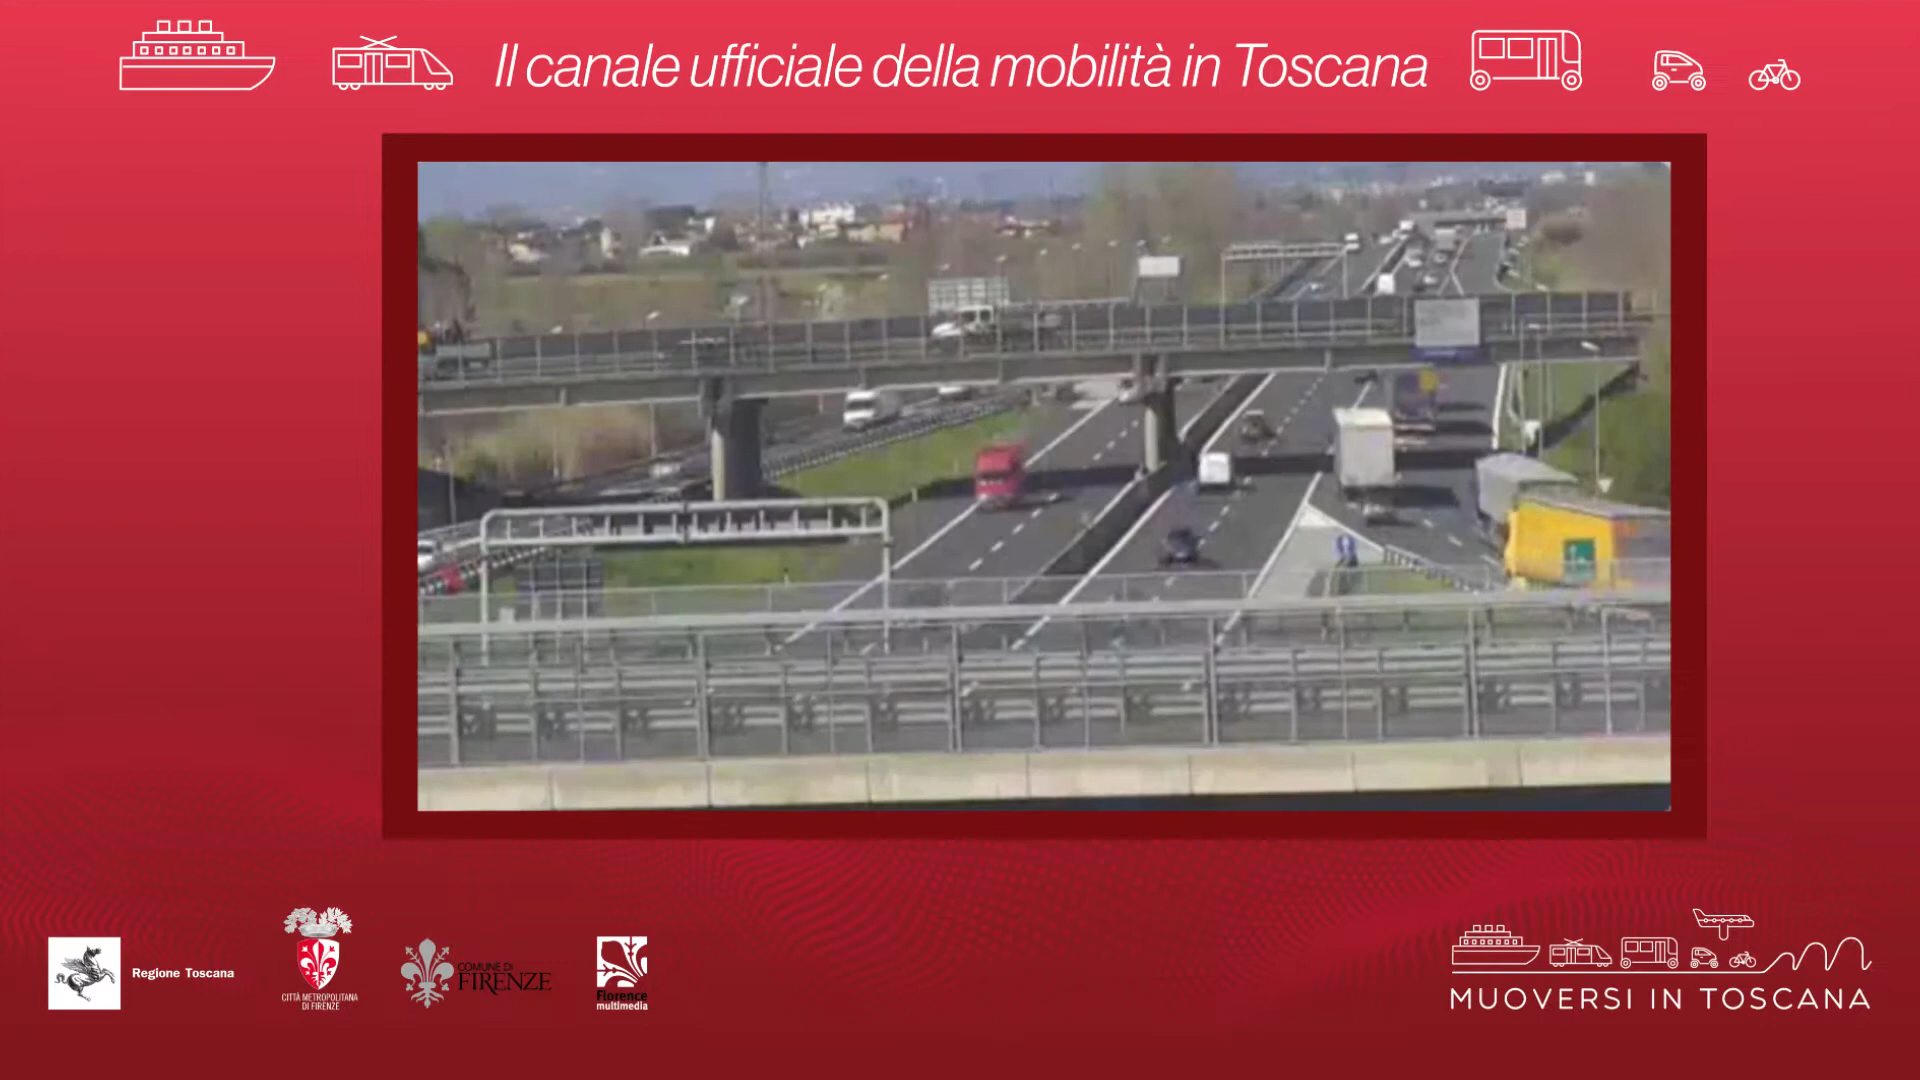 Il canale ufficiale della mobilità in Toscana
Regione Toscana
CITTÀ METROPOLITANA
DI FIRENZE
COMUNE DI
FIRENZE
Florence
multimedia
MUOVERSI IN TOSCANA